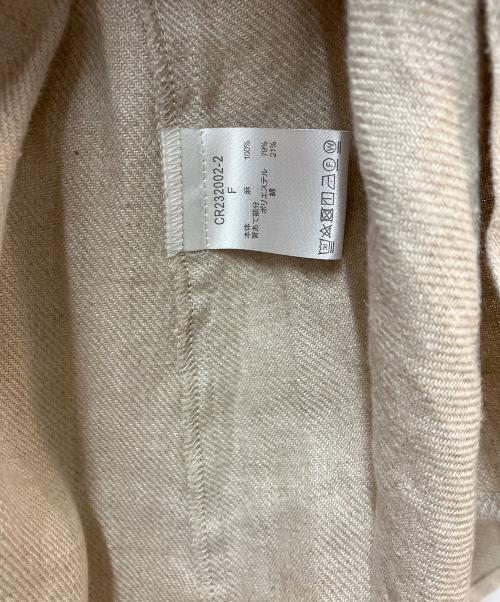 CR232002-2
F
本体 麻 100%
背あて部分
ポリエステル 79%
綿 21%